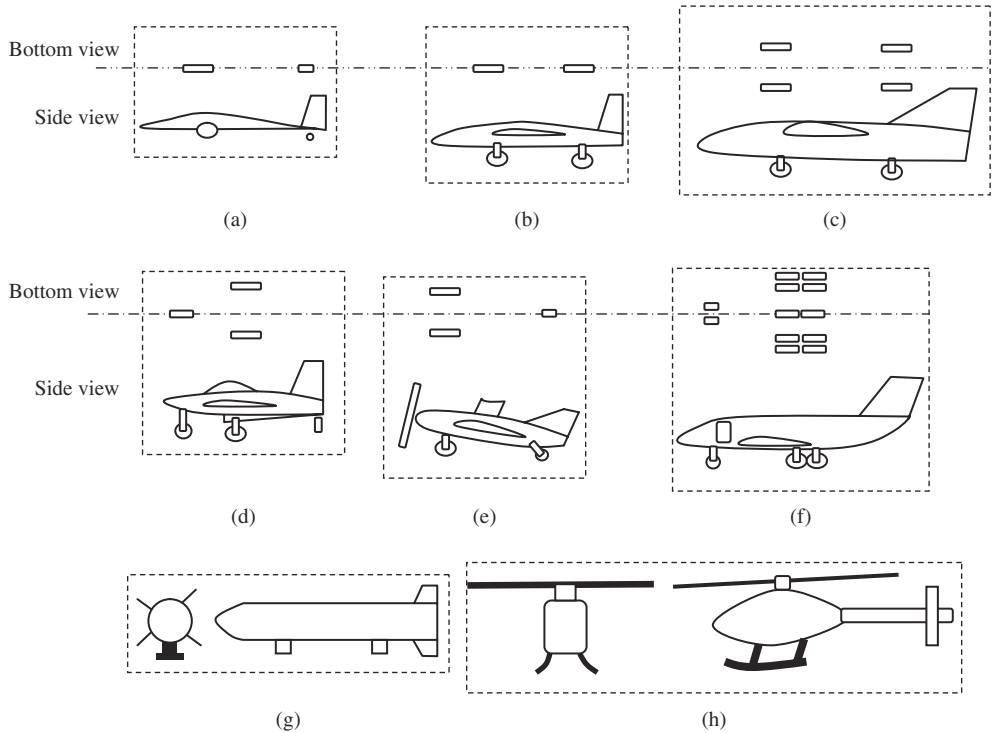 Bottom view
Side view
(a) (b) (c)
Bottom view
Side view
(d) (e) (f)
(g) (h)